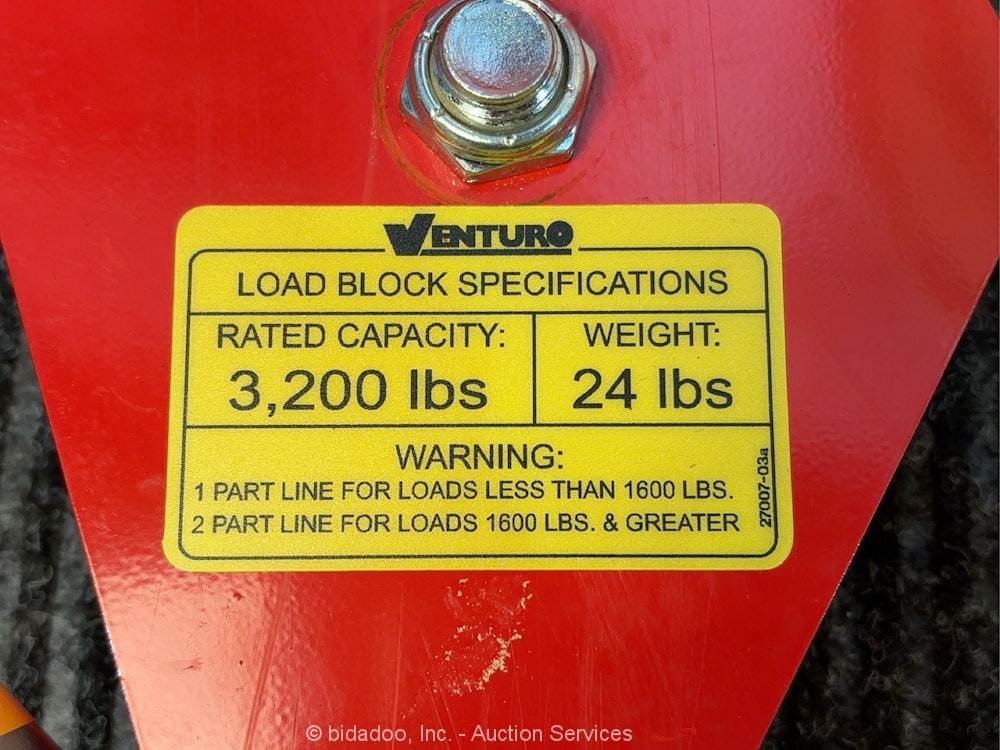 VENTURO
LOAD BLOCK SPECIFICATIONS
RATED CAPACITY:
3,200 lbs
WEIGHT:
24 lbs
WARNING:
1 PART LINE FOR LOADS LESS THAN 1600 LBS.
2 PART LINE FOR LOADS 1600 LBS. & GREATER
27007-03a
© bidadoo, Inc. - Auction Services